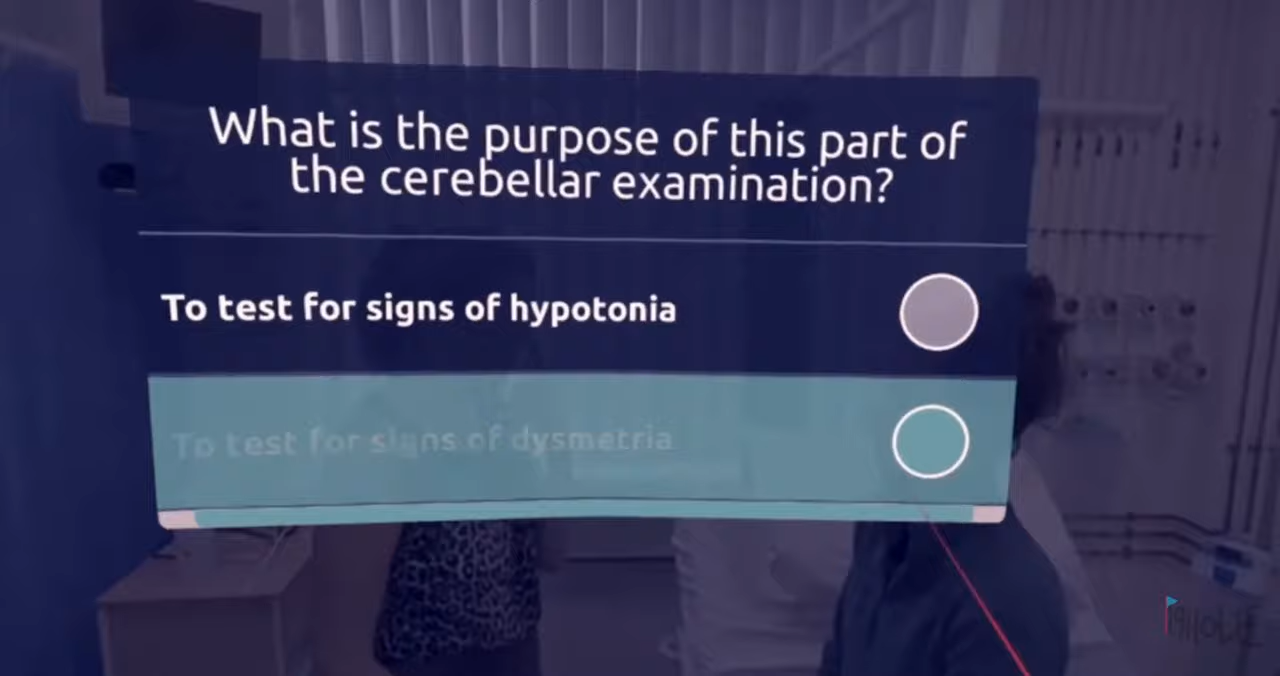 What is the purpose of this part of
the cerebellar examination?
To test for signs of hypotonia
To test for signs of dysmetria